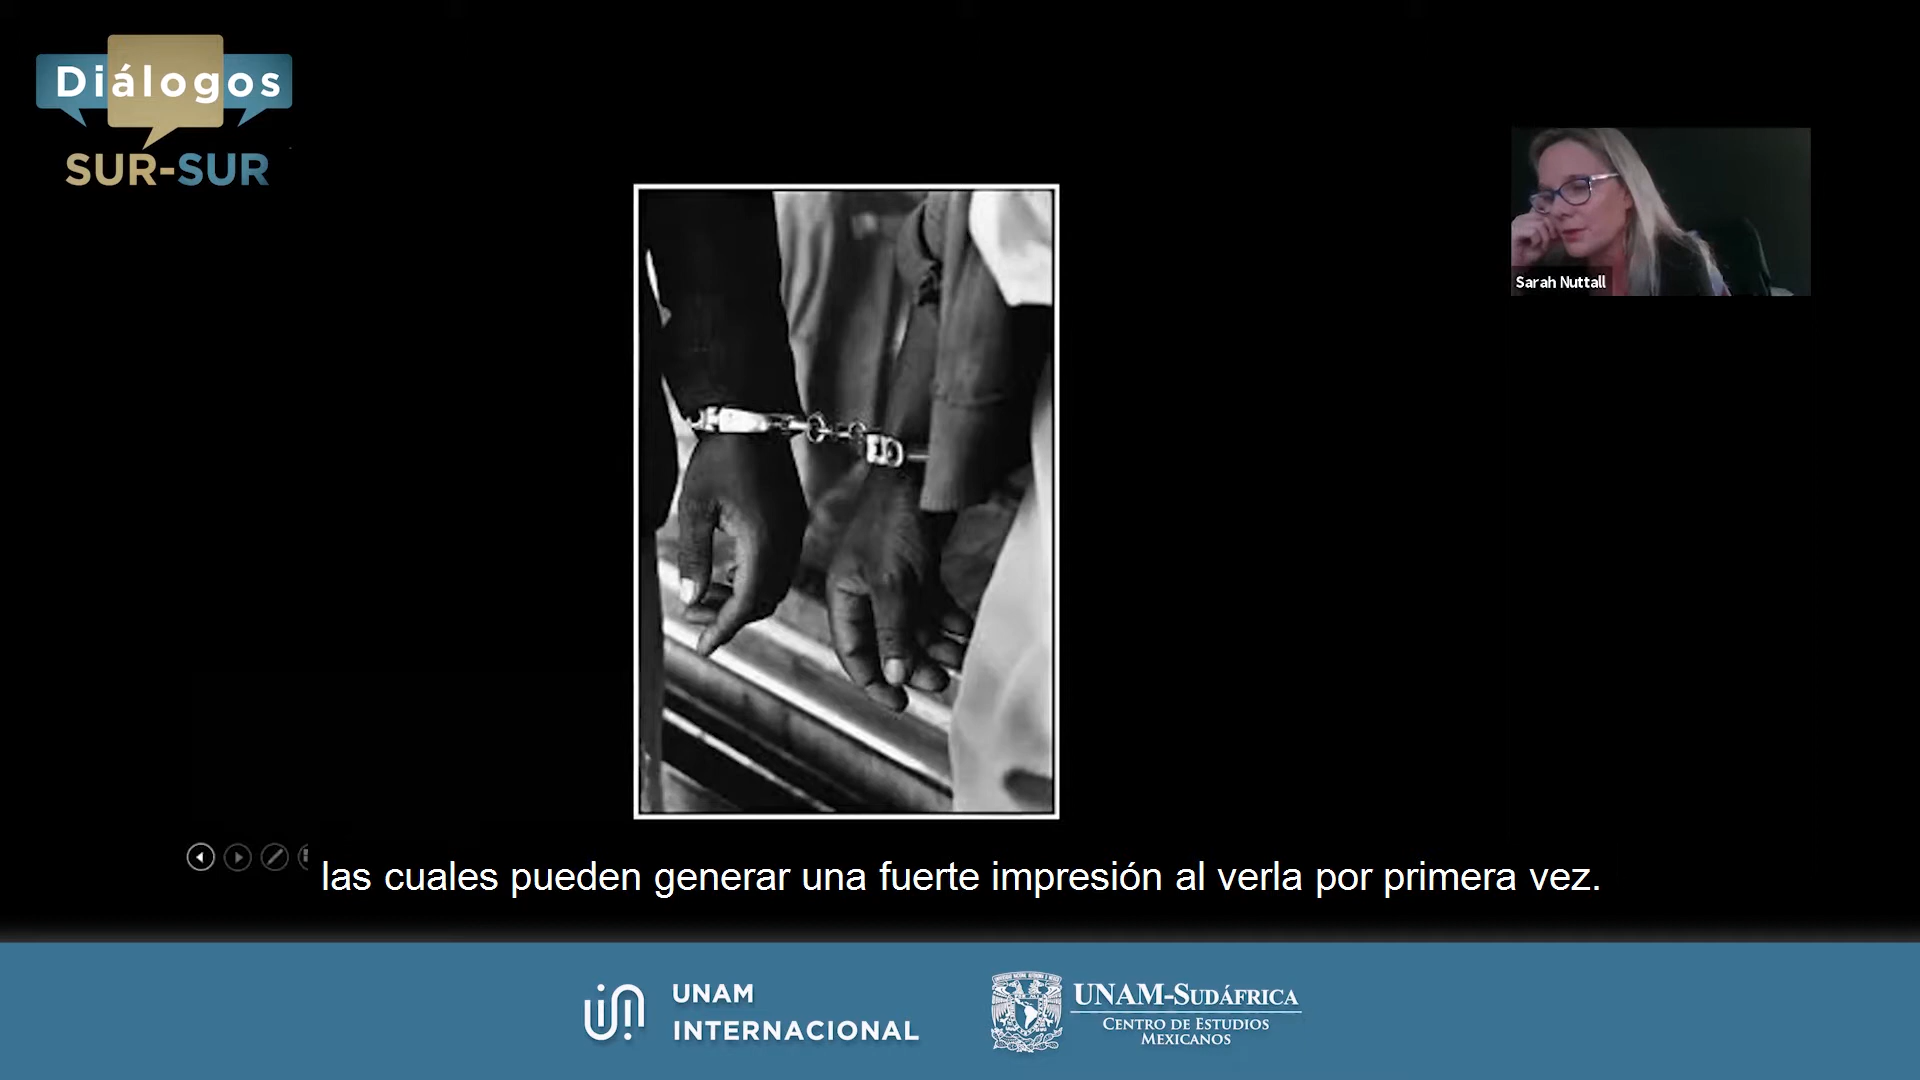 Diálogos
SUR-SUR
Sarah Nuttall
las cuales pueden generar una fuerte impresión al verla por primera vez.
UNAM
INTERNACIONAL
UNAM-SUDÁFRICA
CENTRO DE ESTUDIOS
MEXICANOS